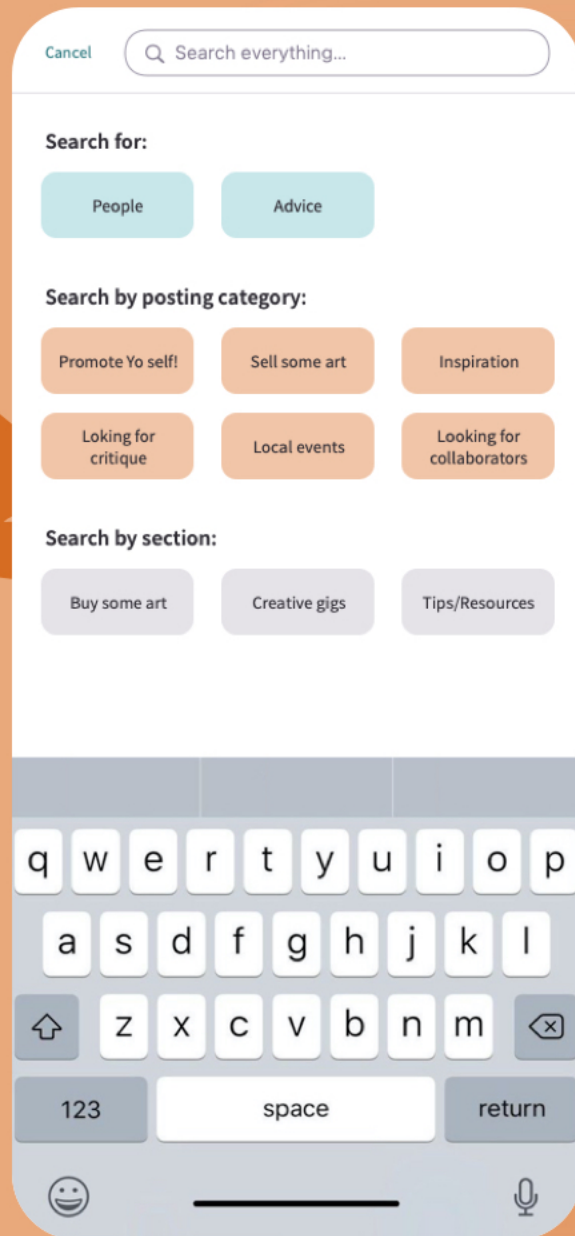 Cancel
Search everything...
Search for:
People
Advice
Search by posting category:
Promote Yo self!
Sell some art
Inspiration
Loking for
critique
Local events
Looking for
collaborators
Search by section:
Buy some art
Creative gigs
Tips/Resources
q w e r t y u i o p
a s d f g h j k l
z x c v b n m
123
space
return